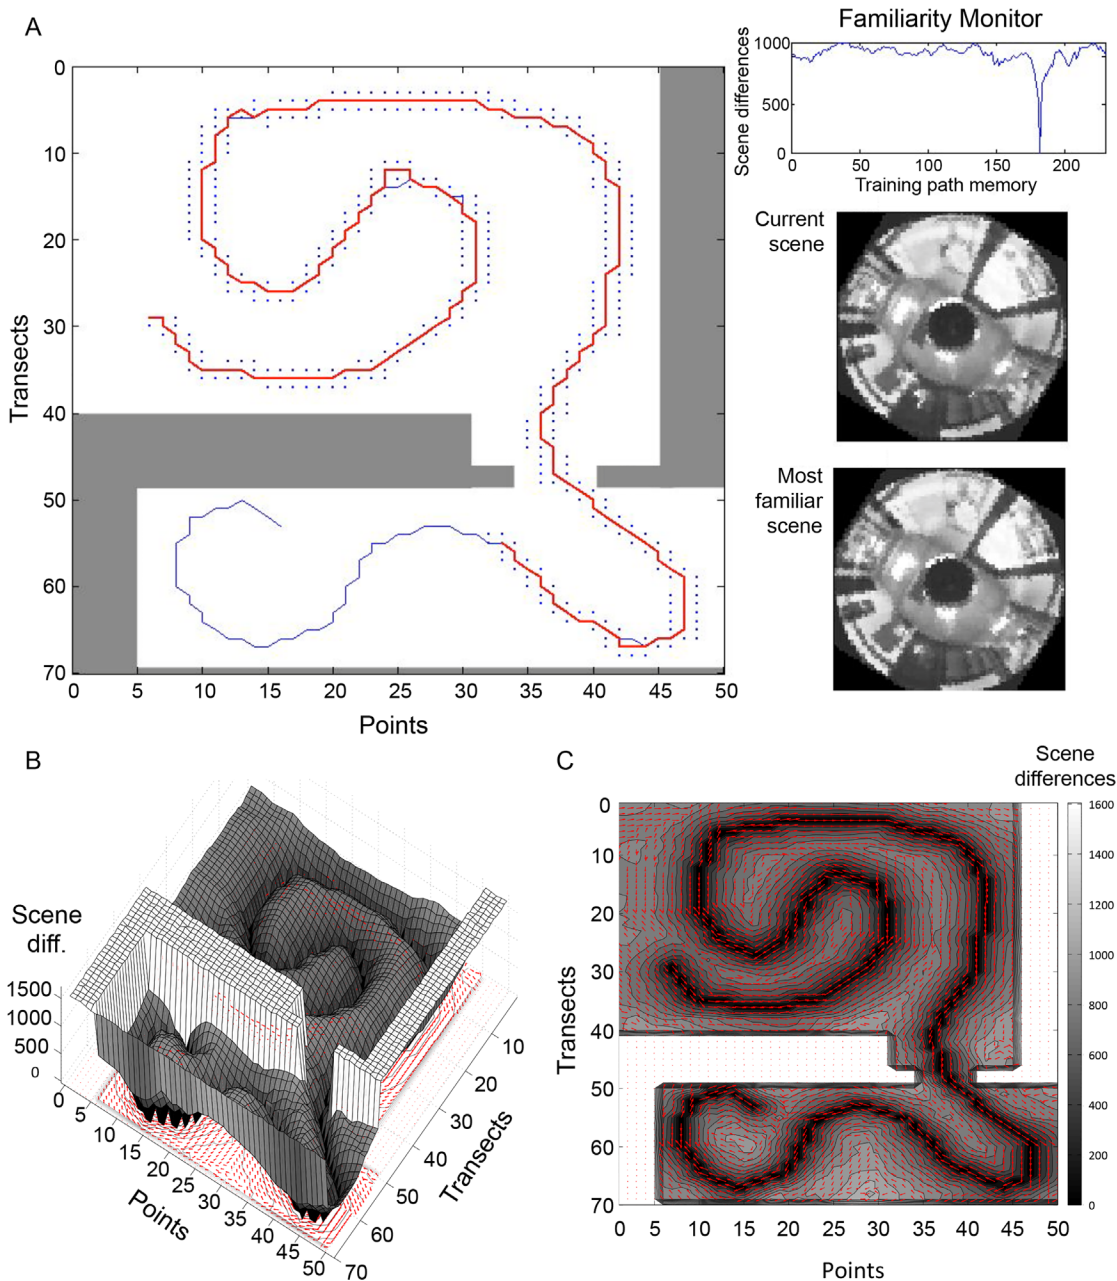 A
Familiarity Monitor
Scene differences
1000
500
0
0 50 100 150 200
Training path memory
Current
scene
Most
familiar
scene
Transects
0
10
20
30
40
50
60
70
0 5 10 15 20 25 30 35 40 45 50
Points
B
Scene
diff.
1500
1000
500
0
0 5 10 15 20 25 30 35 40 45 50
Points
10 20 30 40 50 60 70
Transects
C
Scene
differences
Transects
0
10
20
30
40
50
60
70
0 5 10 15 20 25 30 35 40 45 50
Points
1600
1400
1200
1000
800
600
400
200
0